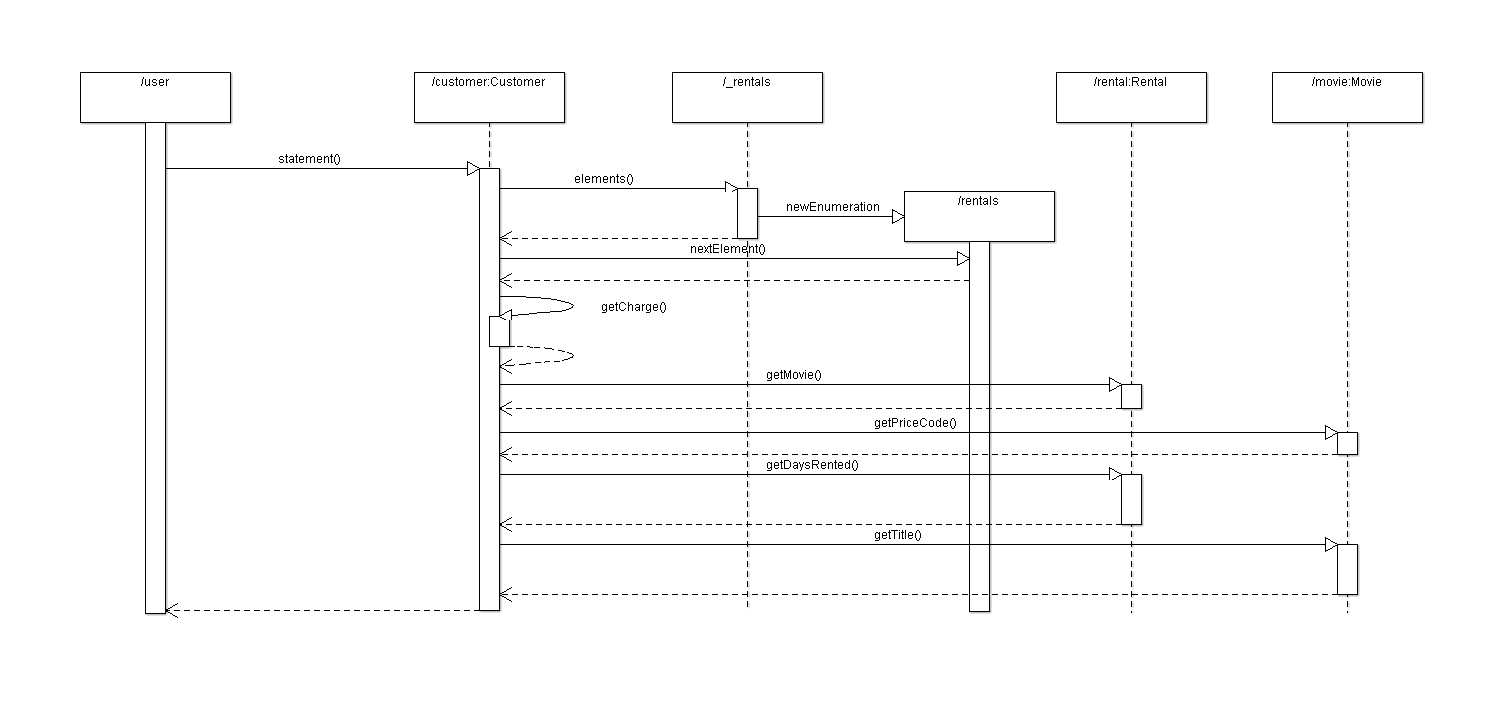 /user
/customer:Customer
/_rentals
/rental:Rental
/movie:Movie
statement()
elements()
/rentals
newEnumeration
nextElement()
getCharge()
getMovie()
getPriceCode()
getDaysRented()
getTitle()